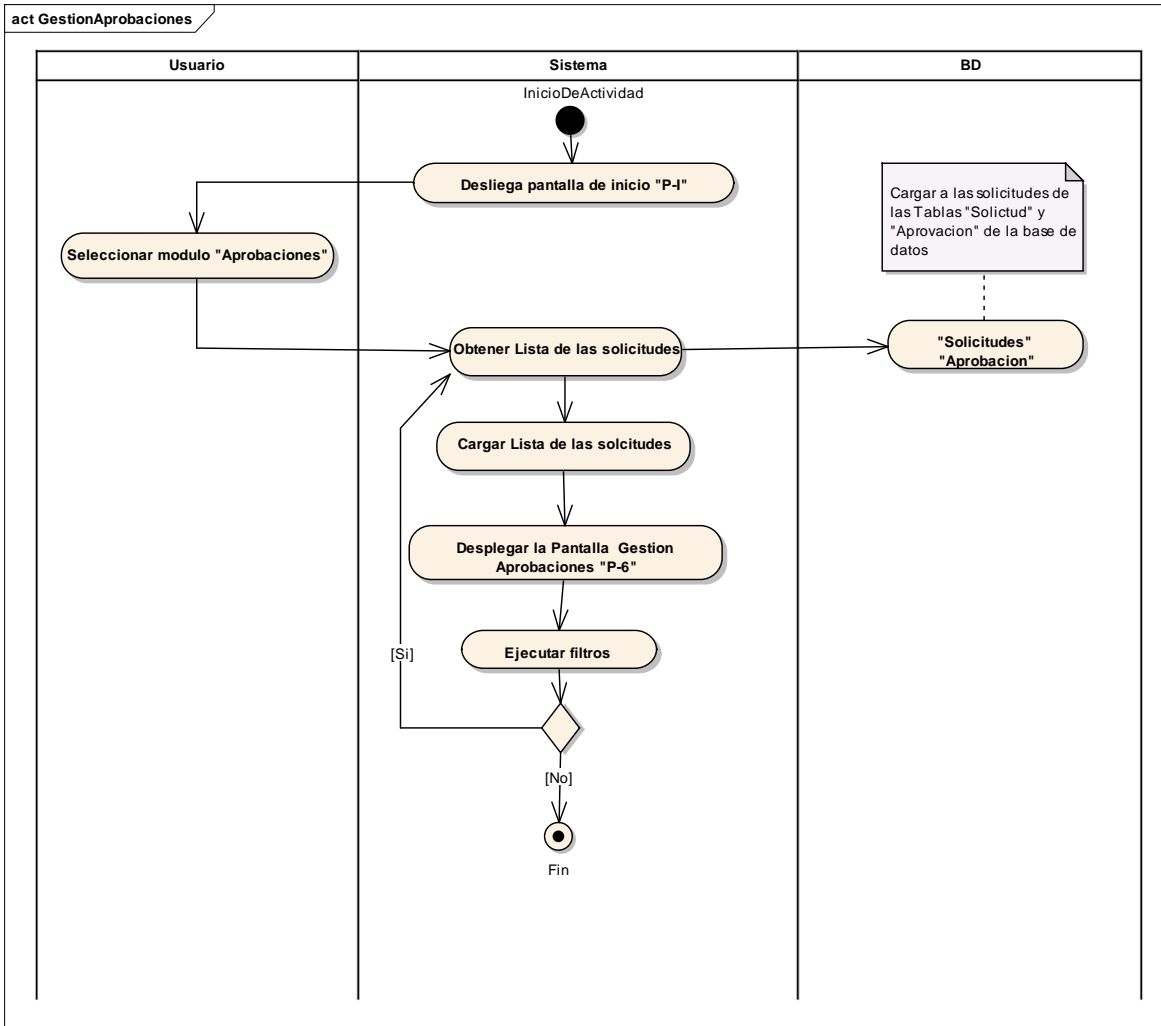 act GestionAprobaciones
Usuario
Sistema
BD
InicioDeActividad
Desliega pantalla de inicio "P-I"
Cargar a las solicitudes de
las Tablas "Solictud" y
"Aprovacion" de la base de
datos
Seleccionar modulo "Aprobaciones"
Obtener Lista de las solicitudes
"Solicitudes"
"Aprobacion"
Cargar Lista de las solcitudes
Desplegar la Pantalla  Gestion
Aprobaciones "P-6"
Ejecutar filtros
[Si]
[No]
Fin